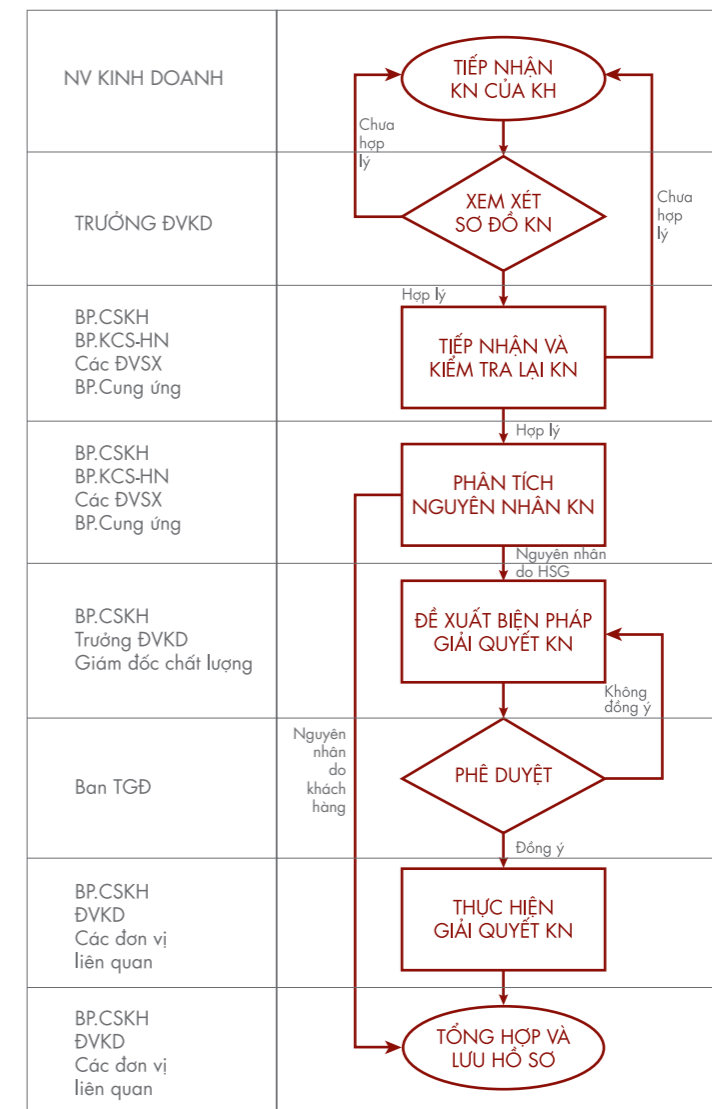 NV KINH DOANH
TIẾP NHẬN
KN CỦA KH
Chưa
hợp
lý
TRƯỞNG ĐVKD
XEM XÉT
SƠ ĐỒ KN
Chưa
hợp
lý
Hợp lý
BP.CSKH
BP.KCS-HN
Các ĐVSX
BP.Cung ứng
TIẾP NHẬN VÀ
KIỂM TRA LẠI KN
Hợp lý
BP.CSKH
BP.KCS-HN
Các ĐVSX
BP.Cung ứng
PHÂN TÍCH
NGUYÊN NHÂN KN
Nguyên nhân
do HSG
BP.CSKH
Trưởng ĐVKD
Giám đốc chất lượng
ĐỀ XUẤT BIỆN PHÁP
GIẢI QUYẾT KN
Không
đồng ý
Nguyên
nhân
do
khách
hàng
Ban TGĐ
PHÊ DUYỆT
Đồng ý
BP.CSKH
ĐVKD
Các đơn vị
liên quan
THỰC HIỆN
GIẢI QUYẾT KN
BP.CSKH
ĐVKD
Các đơn vị
liên quan
TỔNG HỢP VÀ
LƯU HỒ SƠ